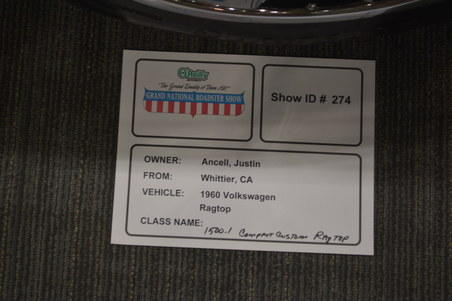 O'Reilly
"The Grand Daddy of Them All"
GRAND NATIONAL ROADSTER SHOW
Show ID # 274
OWNER: Ancell, Justin
FROM: Whittier, CA
VEHICLE: 1960 Volkswagen
Ragtop
CLASS NAME: 1500.1 Compact Custom Ragtop